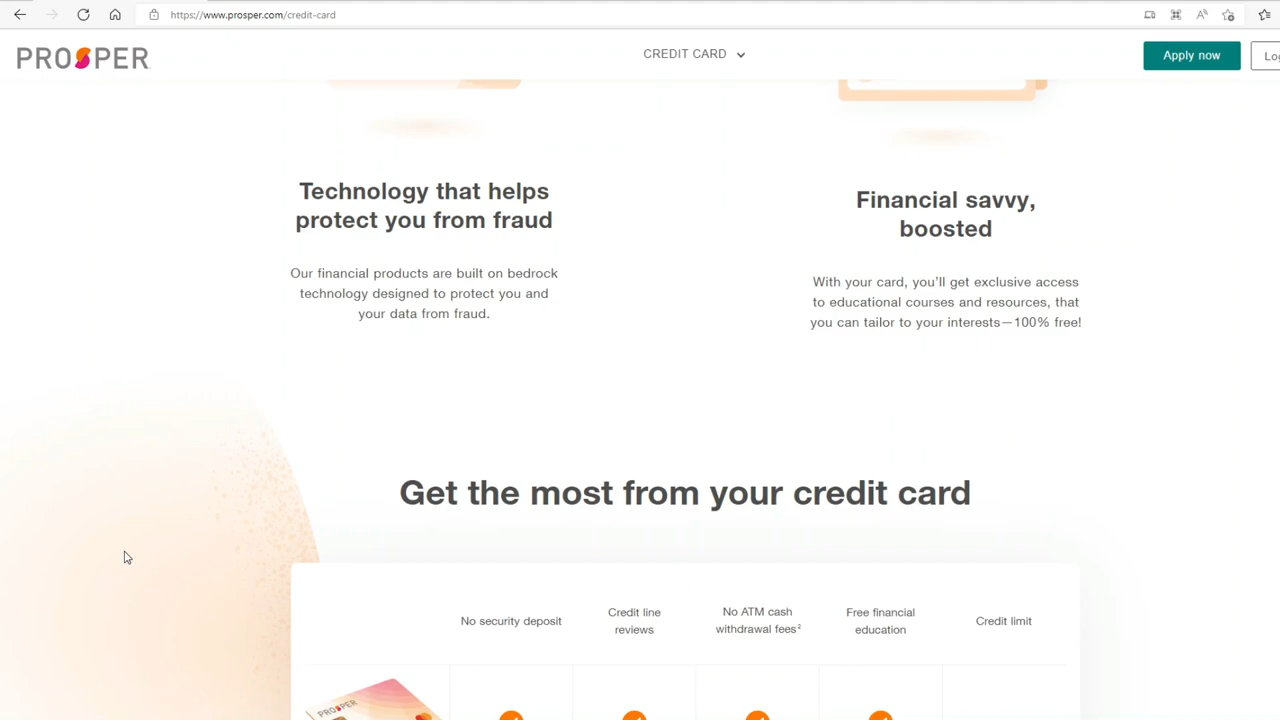 https://www.prosper.com/credit-card
PROSPER
CREDIT CARD
Apply now
Log
Technology that helps
protect you from fraud
Our financial products are built on bedrock
technology designed to protect you and
your data from fraud.
Financial savvy,
boosted
With your card, you’ll get exclusive access
to educational courses and resources, that
you can tailor to your interests—100% free!
Get the most from your credit card
No security deposit
Credit line
reviews
No ATM cash
withdrawal fees²
Free financial
education
Credit limit
PROSPER